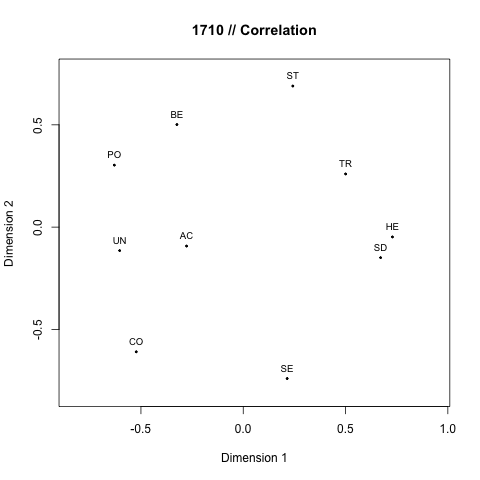 1710 // Correlation
ST
BE
PO
TR
HE
AC
UN
SD
CO
SE
0.5
0.0
-0.5
Dimension 2
-0.5
0.0
0.5
1.0
Dimension 1